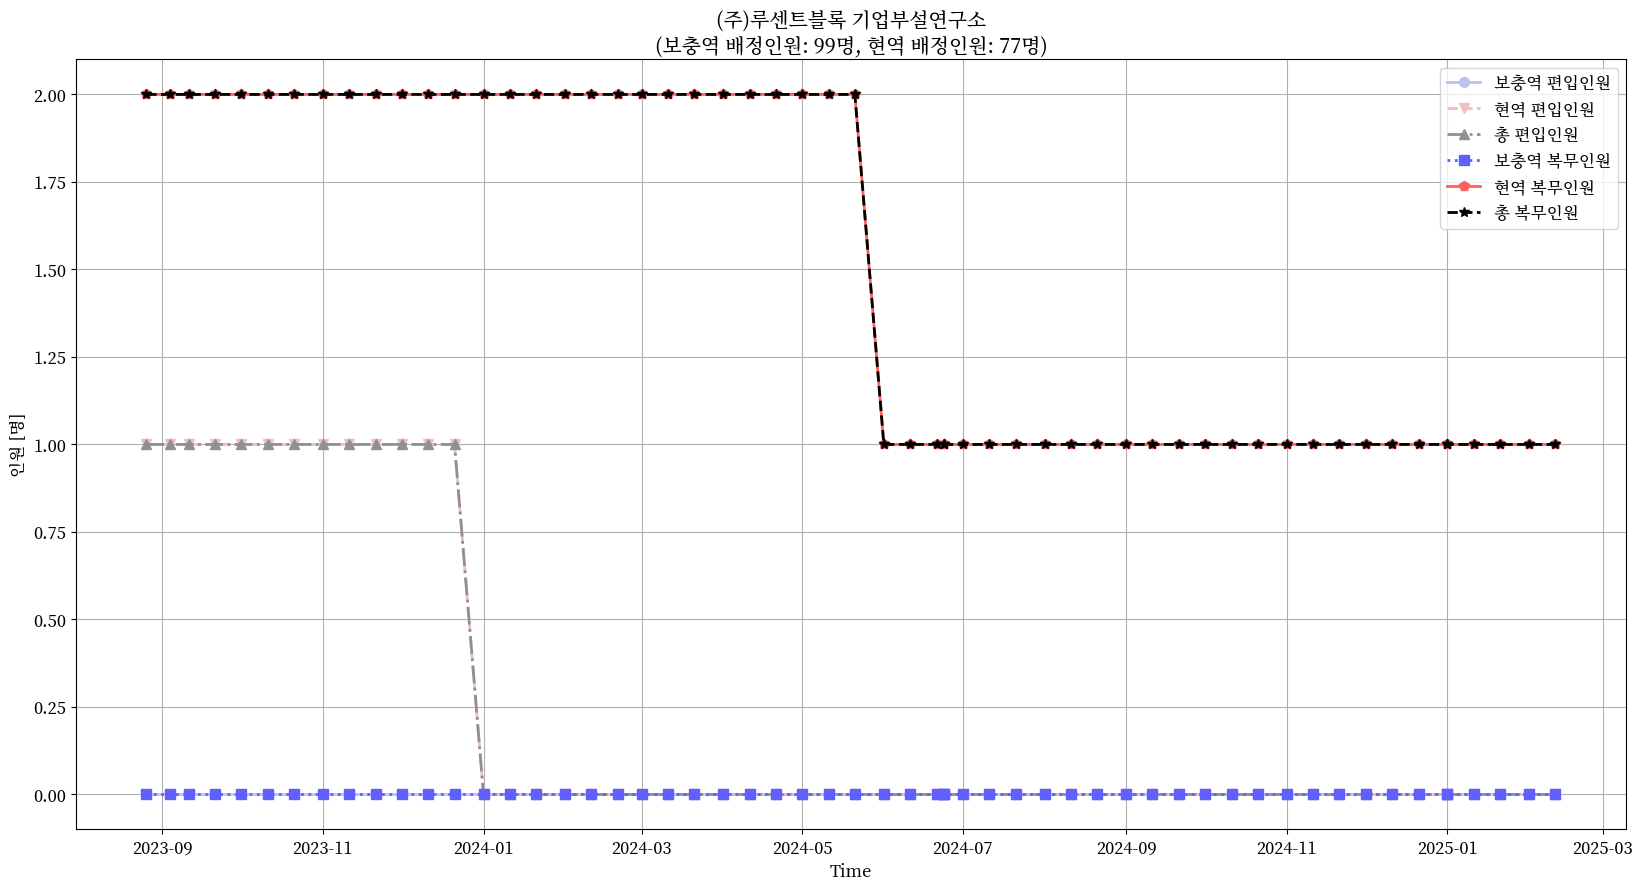 (주)루센트블록 기업부설연구소
(보충역 배정인원: 99명, 현역 배정인원: 77명)
보충역 편입인원
현역 편입인원
총 편입인원
보충역 복무인원
현역 복무인원
총 복무인원
2.00
1.75
1.50
1.25
1.00
0.75
0.50
0.25
0.00
인원 [명]
2023-09 2023-11 2024-01 2024-03 2024-05 2024-07 2024-09 2024-11 2025-01 2025-03
Time